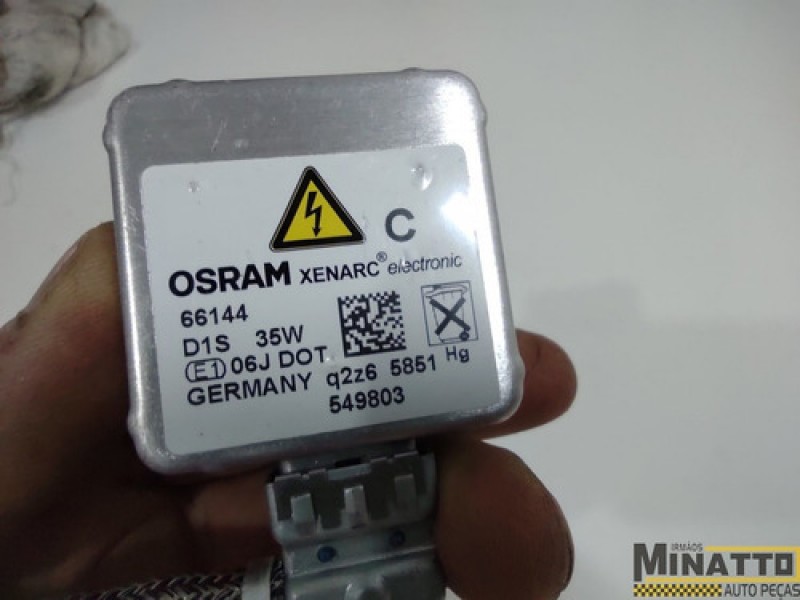 C
OSRAM XENARC® electronic
66144
D1S 35W
E1 06J DOT
Hg
GERMANY q2z6 5851
549803
IRMÃOS
MINATTO
AUTO PEÇAS